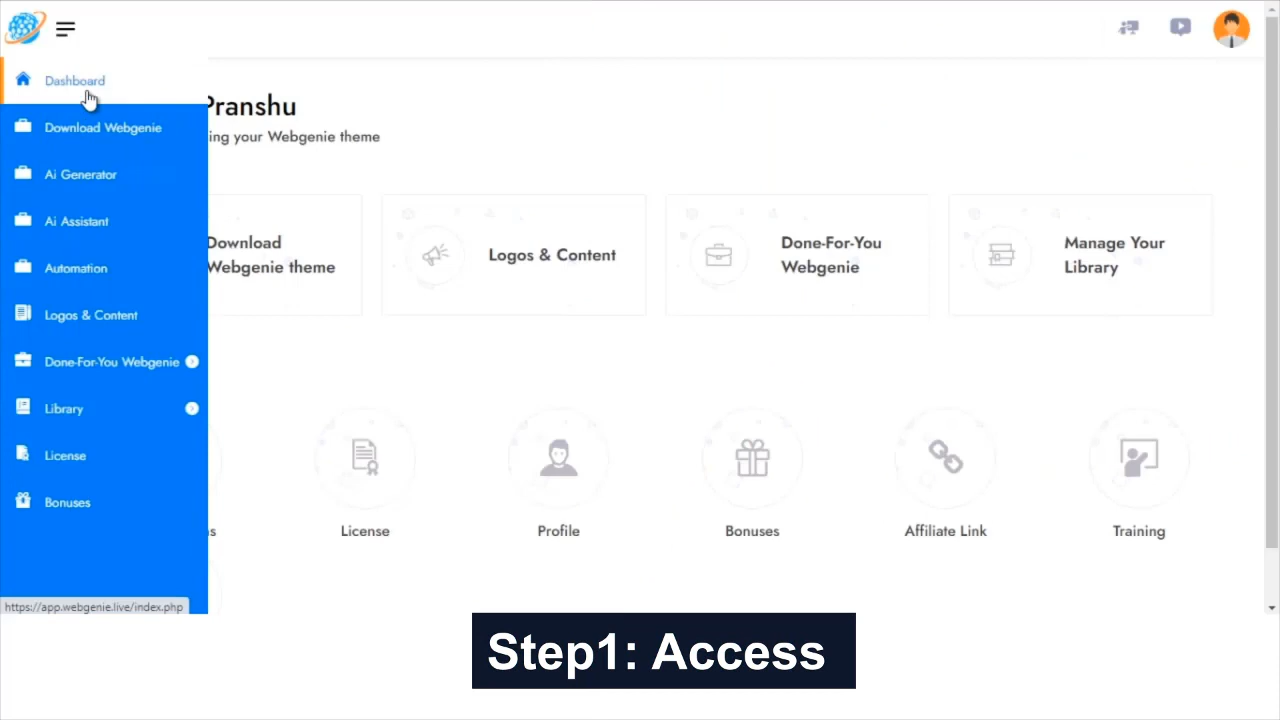 Dashboard
Download Webgenie
Ai Generator
Ai Assistant
Automation
Logos & Content
Done-For-You Webgenie
Library
License
Bonuses
https://app.webgenie.live/index.php
Pranshu
ing your Webgenie theme
Download
Webgenie theme
Logos & Content
Done-For-You
Webgenie
Manage Your
Library
s
License
Profile
Bonuses
Affiliate Link
Training
Step1: Access